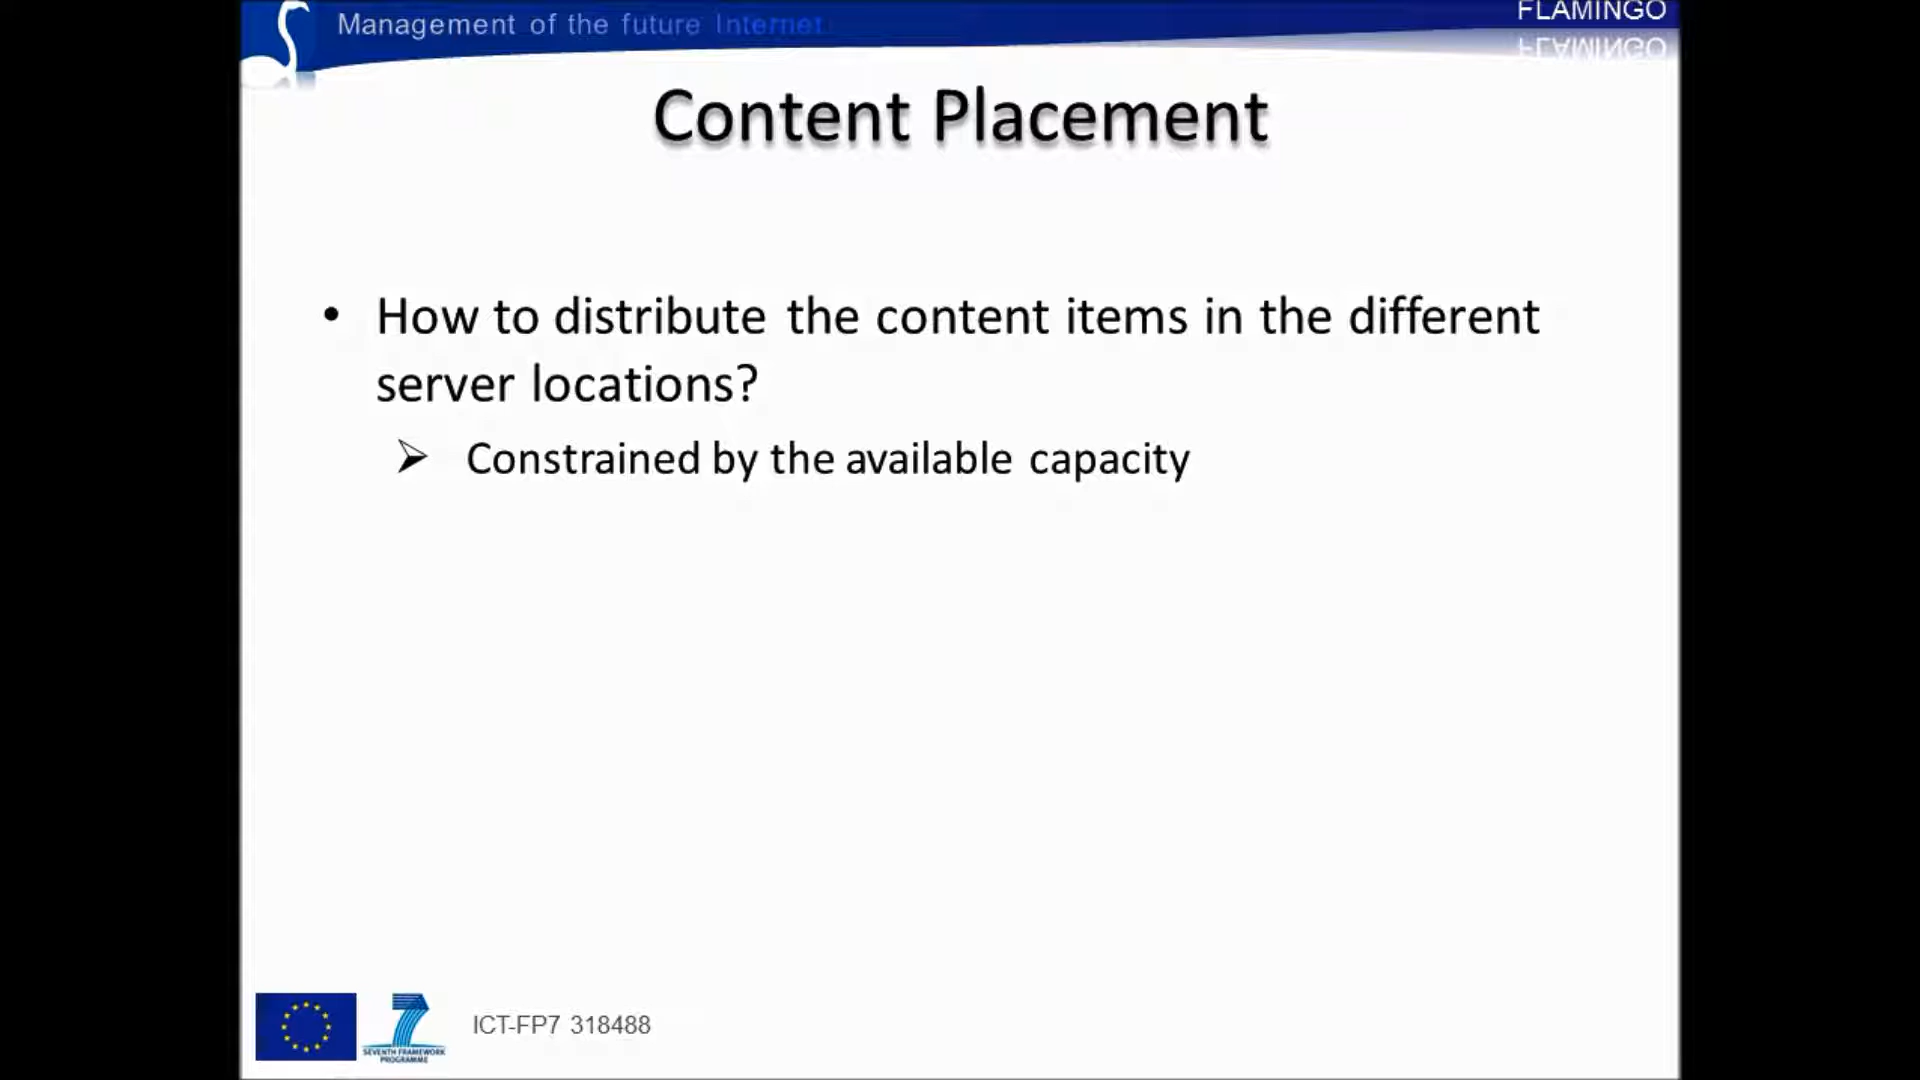 Management of the future Internet
FLAMINGO
Content Placement
• How to distribute the content items in the different
server locations?
➢ Constrained by the available capacity
SEVENTH FRAMEWORK
PROGRAMME
ICT-FP7 318488